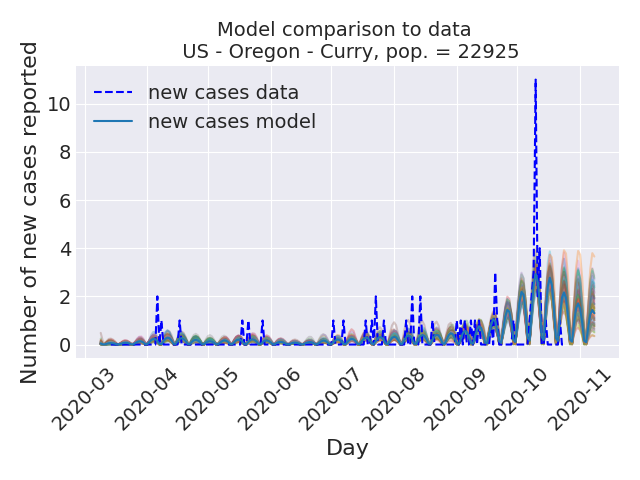 Model comparison to data
US - Oregon - Curry, pop. = 22925
Number of new cases reported
10
8
6
4
2
0
new cases data
new cases model
2020-03
2020-04
2020-05
2020-06
2020-07
2020-08
2020-09
2020-10
2020-11
Day